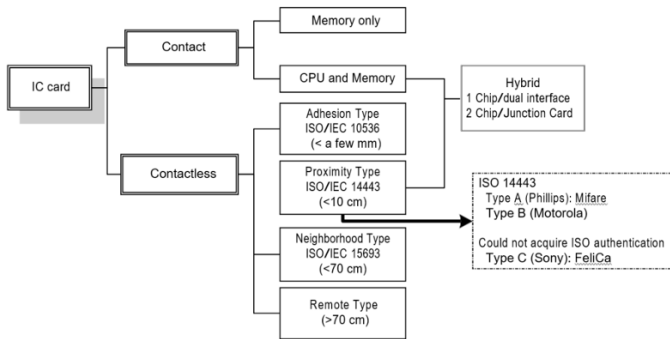 IC card
Contact
Memory only
CPU and Memory
Hybrid
1 Chip/dual interface
2 Chip/Junction Card
Contactless
Adhesion Type
ISO/IEC 10536
(< a few mm)
Proximity Type
ISO/IEC 14443
(<10 cm)
Neighborhood Type
ISO/IEC 15693
(<70 cm)
Remote Type
(>70 cm)
ISO 14443
Type A (Phillips): Mifare
Type B (Motorola)
Could not acquire ISO authentication
Type C (Sony): FeliCa